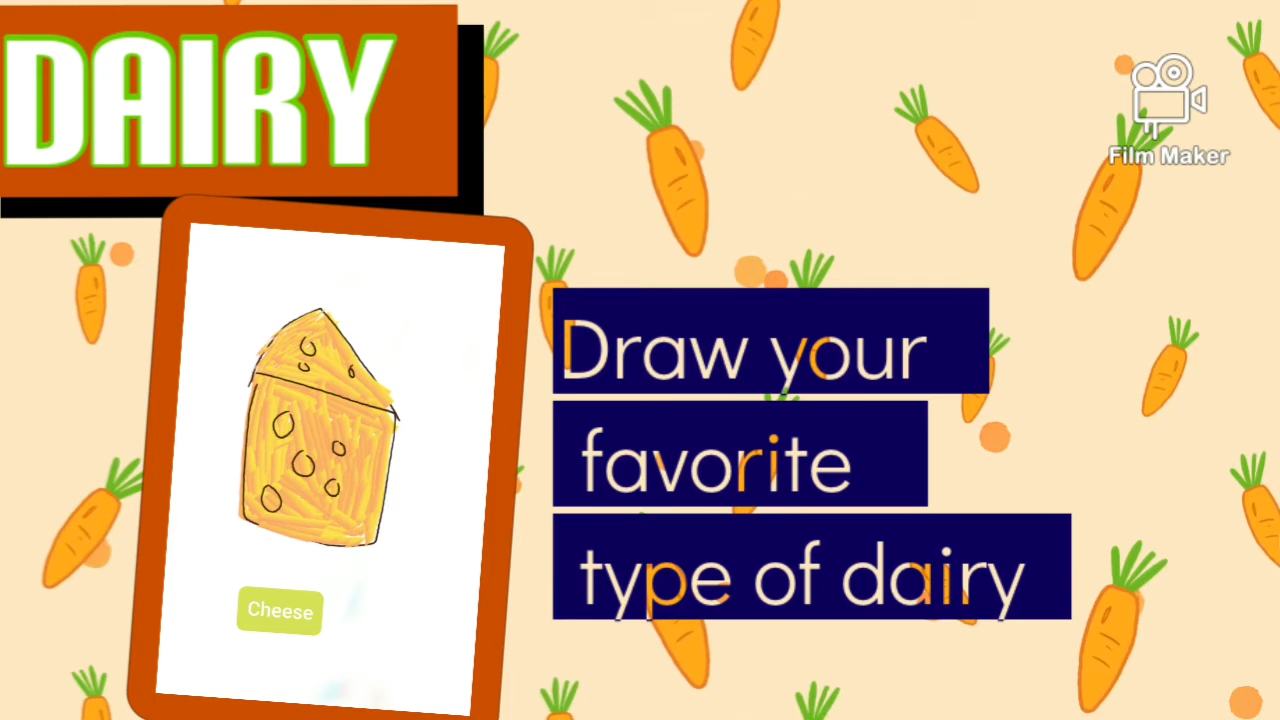 DAIRY
Film Maker
Draw your
favorite
type of dairy
Cheese